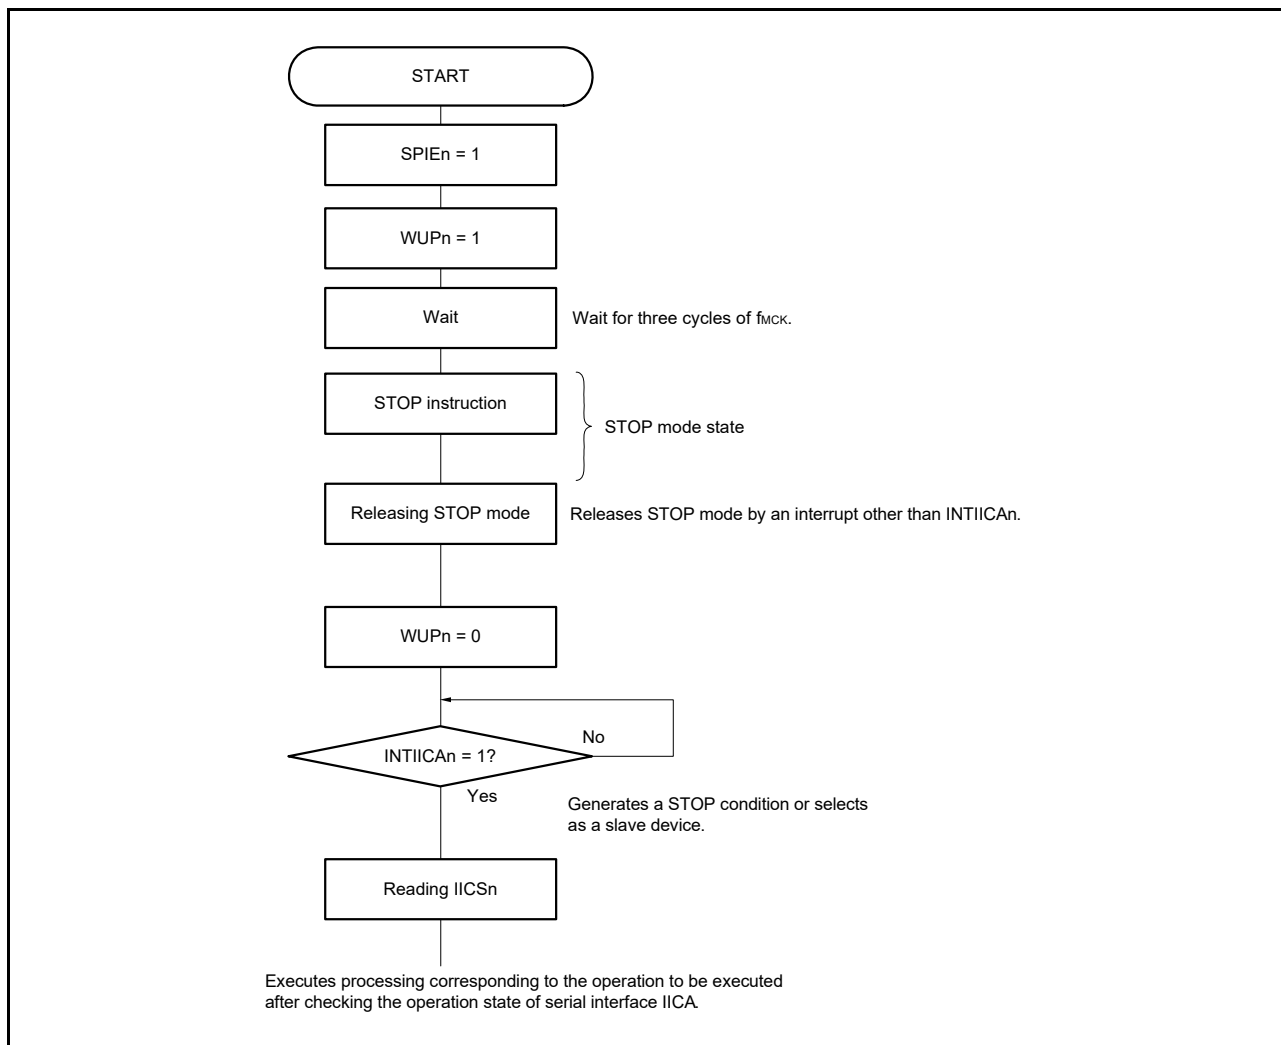 START
SPIEn = 1
WUPn = 1
Wait
Wait for three cycles of fMCK.
STOP instruction
STOP mode state
Releasing STOP mode
Releases STOP mode by an interrupt other than INTIICAn.
WUPn = 0
No
INTIICAn = 1?
Yes
Generates a STOP condition or selects
as a slave device.
Reading IICSn
Executes processing corresponding to the operation to be executed
after checking the operation state of serial interface IICA.